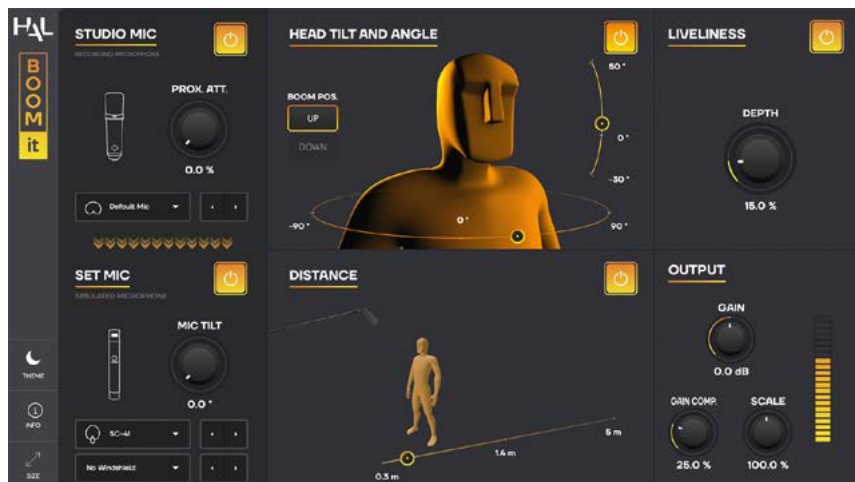 HAL
BOOM
it
THEME
INFO
SIZE
STUDIO MIC
RECORDING MICROPHONE
PROX. ATT.
0.0 %
Default Mic
SET MIC
SIMULATED MICROPHONE
MIC TILT
0.0 °
SC-4I
No Windshield
HEAD TILT AND ANGLE
BOOM POS.
UP
DOWN
50 °
0 °
-30 °
-90 °
0 °
90 °
DISTANCE
0.3 m
1.4 m
5 m
LIVELINESS
DEPTH
15.0 %
OUTPUT
GAIN
0.0 dB
GAIN COMP.
SCALE
25.0 %
100.0 %